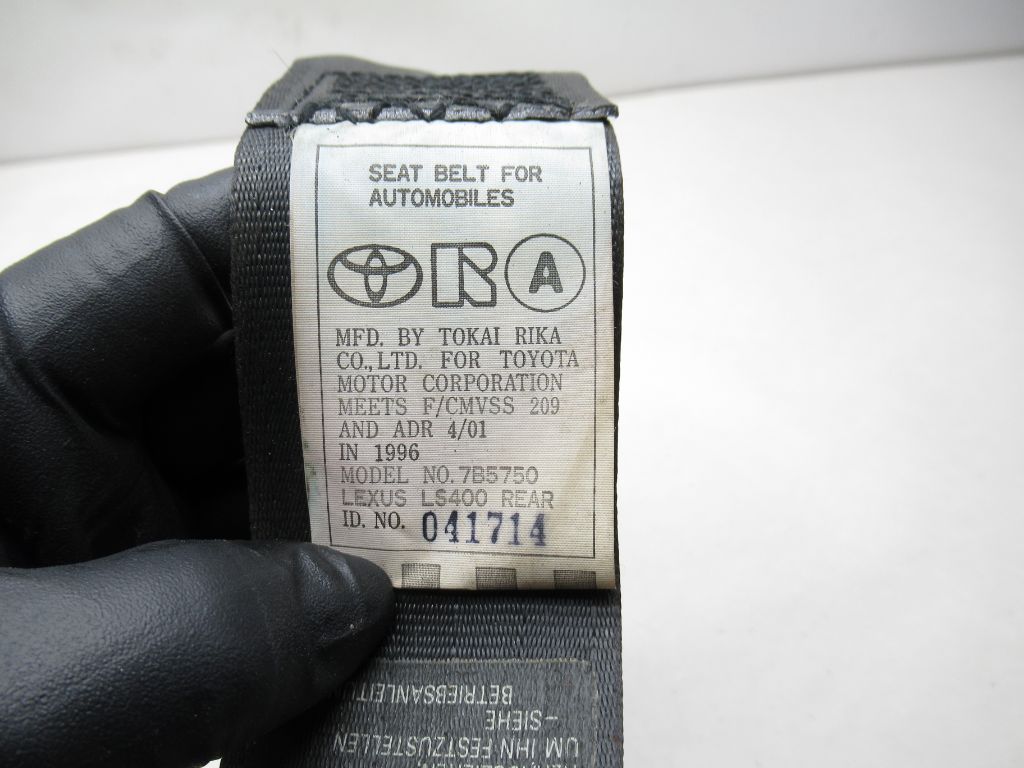 SEAT BELT FOR
AUTOMOBILES
R A
MFD. BY TOKAI RIKA
CO.,LTD. FOR TOYOTA
MOTOR CORPORATION
MEETS F/CMVSS 209
AND ADR 4/01
IN 1996
MODEL NO.7B5750
LEXUS LS400 REAR
ID. NO. 041714
UM IHN FESTZUSTELLEN
-SIEHE